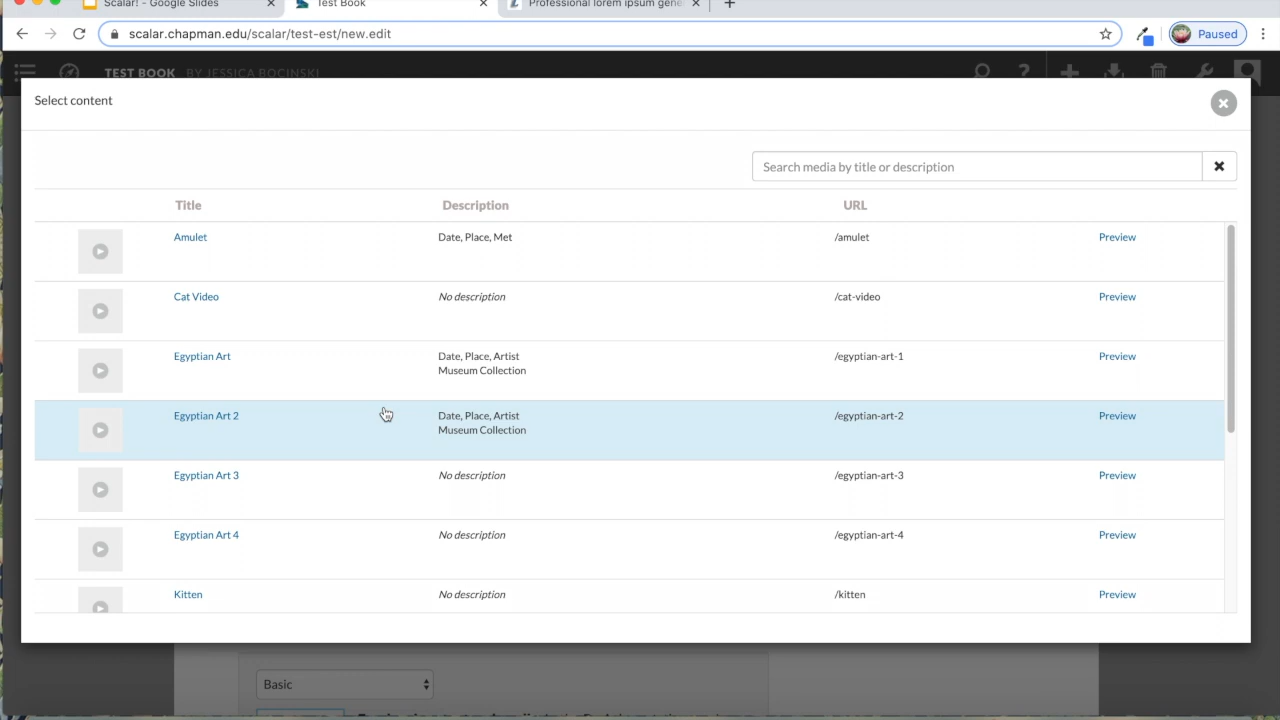 Scalar! - Google Slides
Test Book
Professional lorem ipsum gene
scalar.chapman.edu/scalar/test-est/new.edit
Paused
TEST BOOK BY JESSICA BOCINSKI
Select content
Search media by title or description
Title Description URL
Amulet Date, Place, Met /amulet Preview
Cat Video No description /cat-video Preview
Egyptian Art Date, Place, Artist /egyptian-art-1 Preview
Museum Collection
Egyptian Art 2 Date, Place, Artist /egyptian-art-2 Preview
Museum Collection
Egyptian Art 3 No description /egyptian-art-3 Preview
Egyptian Art 4 No description /egyptian-art-4 Preview
Kitten No description /kitten Preview
Basic